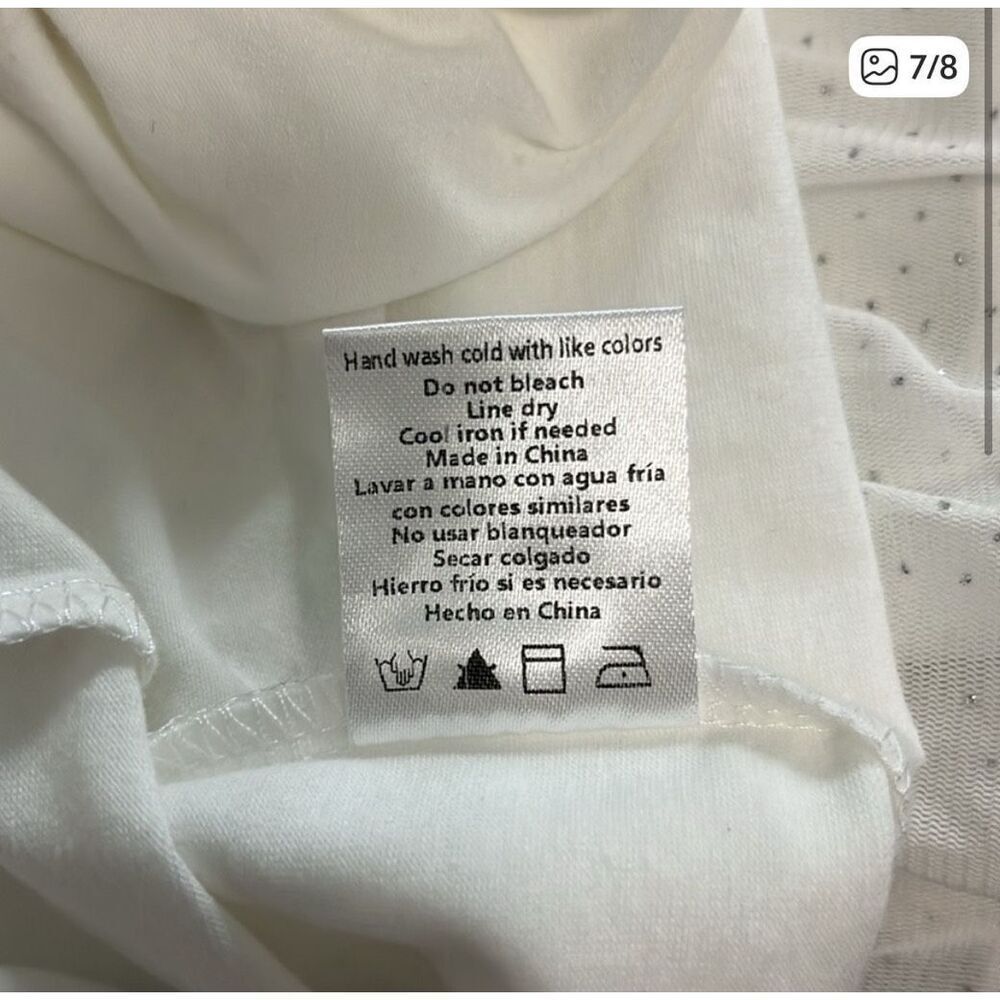 7/8
Hand wash cold with like colors
Do not bleach
Line dry
Cool iron if needed
Made in China
Lavar a mano con agua fría
con colores similares
No usar blanqueador
Secar colgado
Hierro frío si es necesario
Hecho en China